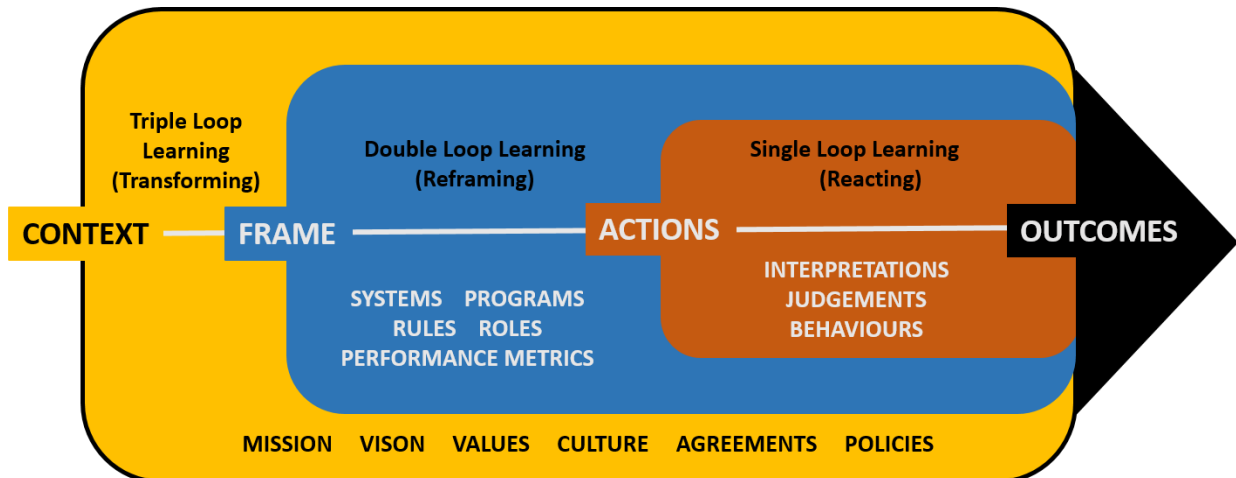 Triple Loop
Learning
(Transforming)
Double Loop Learning
(Reframing)
Single Loop Learning
(Reacting)
CONTEXT
FRAME
ACTIONS
OUTCOMES
SYSTEMS PROGRAMS
RULES ROLES
PERFORMANCE METRICS
INTERPRETATIONS
JUDGEMENTS
BEHAVIOURS
MISSION VISON VALUES CULTURE AGREEMENTS POLICIES